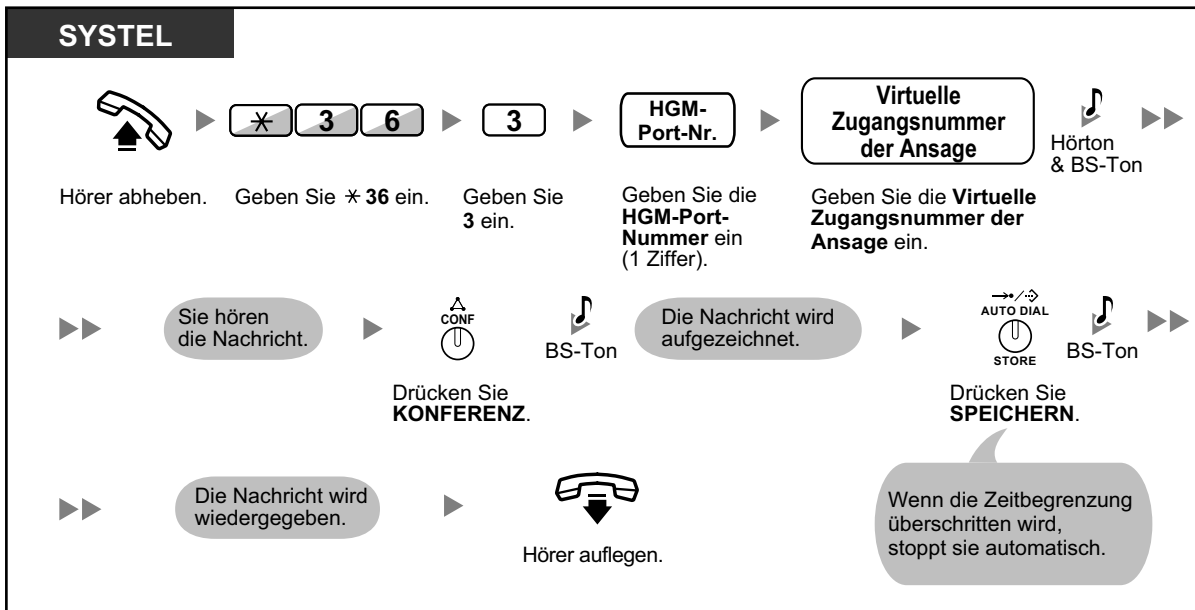 SYSTEL
✳ 3 6
3
HGM-
Port-Nr.
Virtuelle
Zugangsnummer
der Ansage
Hörton
& BS-Ton
Hörer abheben.
Geben Sie ✳ 36 ein.
Geben Sie
3 ein.
Geben Sie die
HGM-Port-
Nummer ein
(1 Ziffer).
Geben Sie die Virtuelle
Zugangsnummer der
Ansage ein.
Sie hören
die Nachricht.
CONF
Drücken Sie
KONFERENZ.
BS-Ton
Die Nachricht wird
aufgezeichnet.
AUTO DIAL
STORE
Drücken Sie
SPEICHERN.
BS-Ton
Wenn die Zeitbegrenzung
überschritten wird,
stoppt sie automatisch.
Die Nachricht wird
wiedergegeben.
Hörer auflegen.